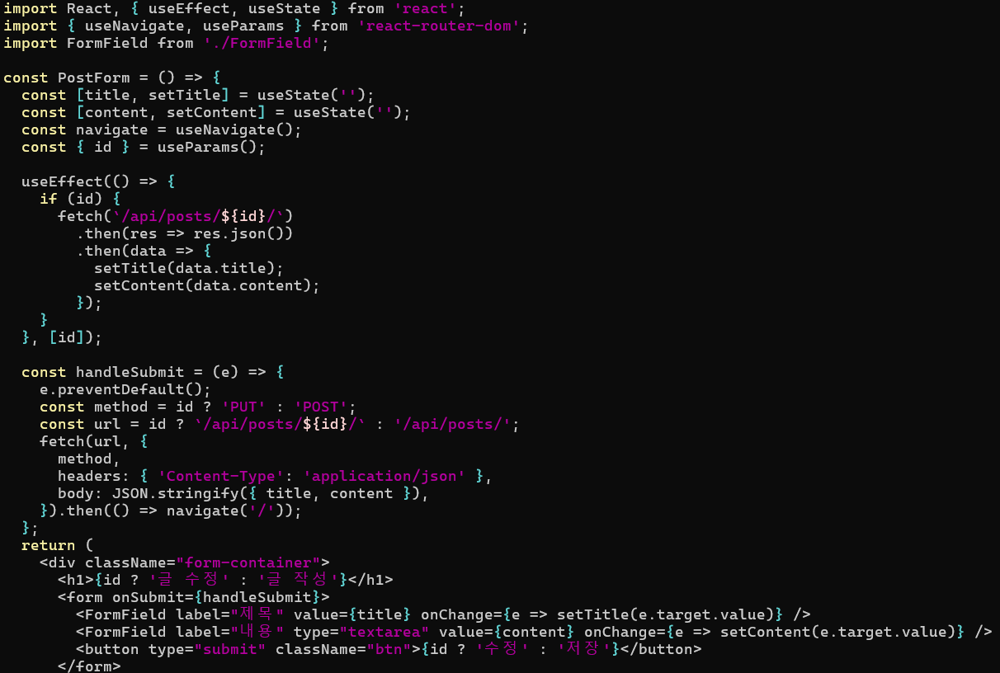 import React, { useEffect, useState } from 'react';
import { useNavigate, useParams } from 'react-router-dom';
import FormField from './FormField';

const PostForm = () => {
  const [title, setTitle] = useState('');
  const [content, setContent] = useState('');
  const navigate = useNavigate();
  const { id } = useParams();

  useEffect(() => {
    if (id) {
      fetch(`/api/posts/${id}/`)
        .then(res => res.json())
        .then(data => {
          setTitle(data.title);
          setContent(data.content);
        });
    }
  }, [id]);

  const handleSubmit = (e) => {
    e.preventDefault();
    const method = id ? 'PUT' : 'POST';
    const url = id ? `/api/posts/${id}/` : '/api/posts/';
    fetch(url, {
      method,
      headers: { 'Content-Type': 'application/json' },
      body: JSON.stringify({ title, content }),
    }).then(() => navigate('/'));
  };
  return (
    <div className="form-container">
      <h1>{id ? '글 수정' : '글 작성'}</h1>
      <form onSubmit={handleSubmit}>
        <FormField label="제목" value={title} onChange={e => setTitle(e.target.value)} />
        <FormField label="내용" type="textarea" value={content} onChange={e => setContent(e.target.value)} />
        <button type="submit" className="btn">{id ? '수정' : '저장'}</button>
      </form>